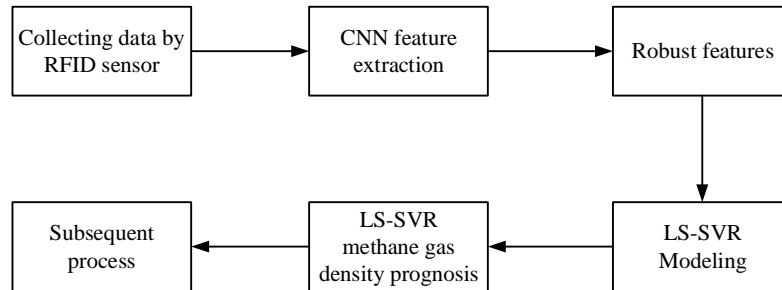 Collecting data by
RFID sensor
CNN feature
extraction
Robust features
LS-SVR
Modeling
LS-SVR
methane gas
density prognosis
Subsequent
process